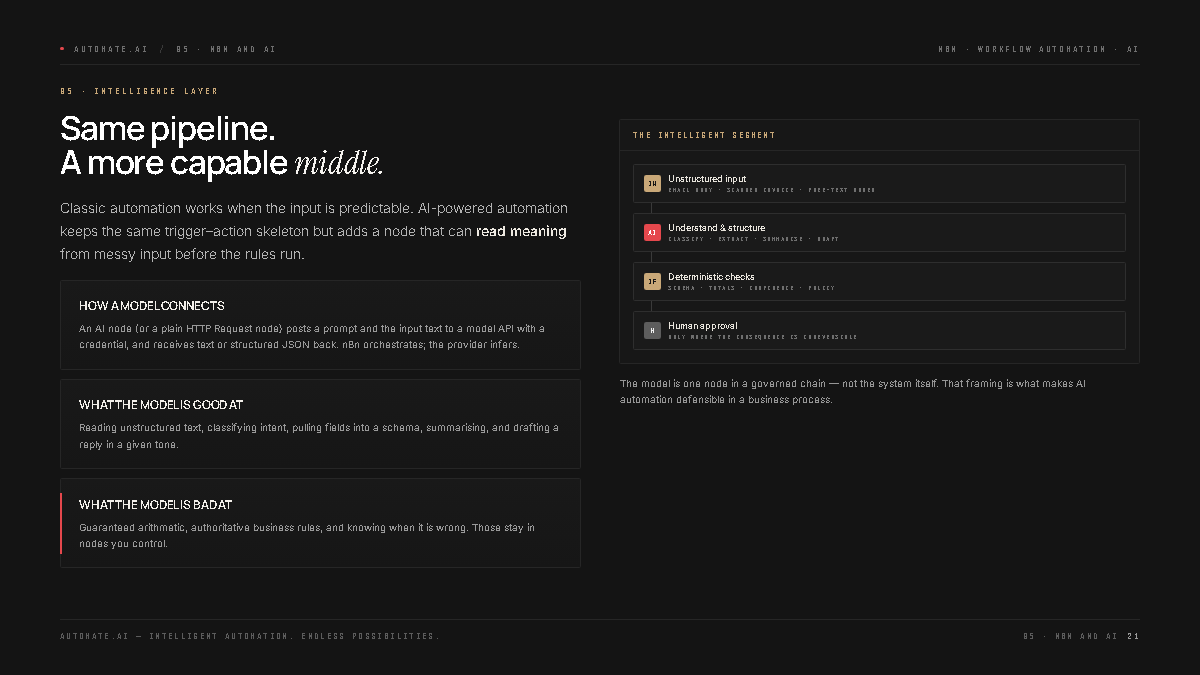 AUTOMATE.AI / 05 · N8N AND AI
N8N · WORKFLOW AUTOMATION · AI
05 · INTELLIGENCE LAYER
Same pipeline.
A more capable middle.
Classic automation works when the input is predictable. AI-powered automation
keeps the same trigger–action skeleton but adds a node that can read meaning
from messy input before the rules run.
HOW A MODEL CONNECTS
An AI node (or a plain HTTP Request node) posts a prompt and the input text to a model API with a
credential, and receives text or structured JSON back. n8n orchestrates; the provider infers.
WHAT THE MODEL IS GOOD AT
Reading unstructured text, classifying intent, pulling fields into a schema, summarising, and drafting a
reply in a given tone.
WHAT THE MODEL IS BAD AT
Guaranteed arithmetic, authoritative business rules, and knowing when it is wrong. Those stay in
nodes you control.
THE INTELLIGENT SEGMENT
IN
Unstructured input
EMAIL BODY · SCANNED INVOICE · FREE-TEXT ORDER
AI
Understand & structure
CLASSIFY · EXTRACT · SUMMARISE · DRAFT
IF
Deterministic checks
SCHEMA · TOTALS · CONFIDENCE · POLICY
H
Human approval
ONLY WHERE THE CONSEQUENCE IS IRREVERSIBLE
The model is one node in a governed chain — not the system itself. That framing is what makes AI
automation defensible in a business process.
AUTOMATE.AI — INTELLIGENT AUTOMATION. ENDLESS POSSIBILITIES.
05 · N8N AND AI 21